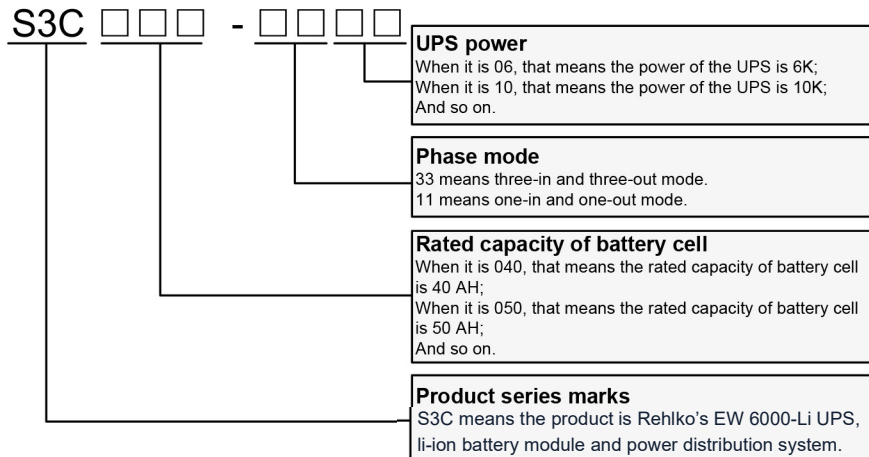 S3C □□□ - □□□□
UPS power
When it is 06, that means the power of the UPS is 6K;
When it is 10, that means the power of the UPS is 10K;
And so on.
Phase mode
33 means three-in and three-out mode.
11 means one-in and one-out mode.
Rated capacity of battery cell
When it is 040, that means the rated capacity of battery cell
is 40 AH;
When it is 050, that means the rated capacity of battery cell
is 50 AH;
And so on.
Product series marks
S3C means the product is Rehlko’s EW 6000-Li UPS,
li-ion battery module and power distribution system.